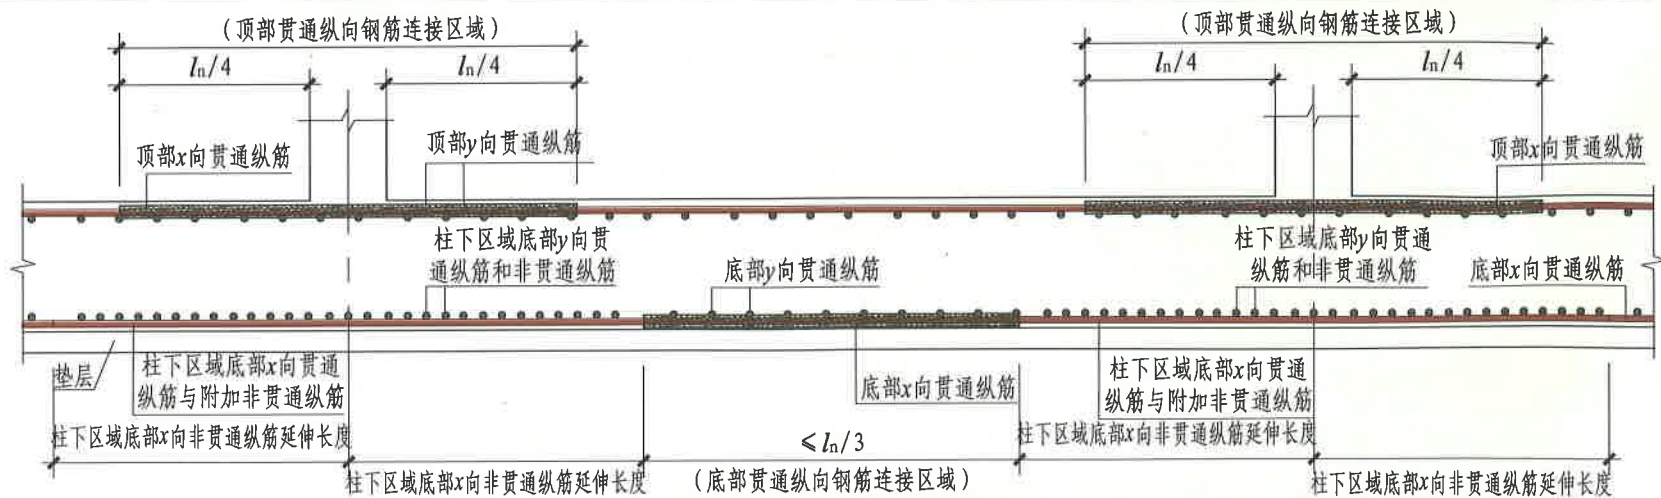 (顶部贯通纵向钢筋连接区域)
(顶部贯通纵向钢筋连接区域)
ln/4
ln/4
ln/4
ln/4
顶部x向贯通纵筋
顶部y向贯通纵筋
顶部x向贯通纵筋
柱下区域底部y向贯
通纵筋和非贯通纵筋
底部y向贯通纵筋
柱下区域底部y向贯通
纵筋和非贯通纵筋
底部x向贯通纵筋
垫层
柱下区域底部x向贯通
纵筋与附加非贯通纵筋
底部x向贯通纵筋
柱下区域底部x向贯通
纵筋与附加非贯通纵筋
柱下区域底部x向非贯通纵筋延伸长度
柱下区域底部x向非贯通纵筋延伸长度
≤ln/3
(底部贯通纵向钢筋连接区域)
柱下区域底部x向非贯通纵筋延伸长度
柱下区域底部x向非贯通纵筋延伸长度